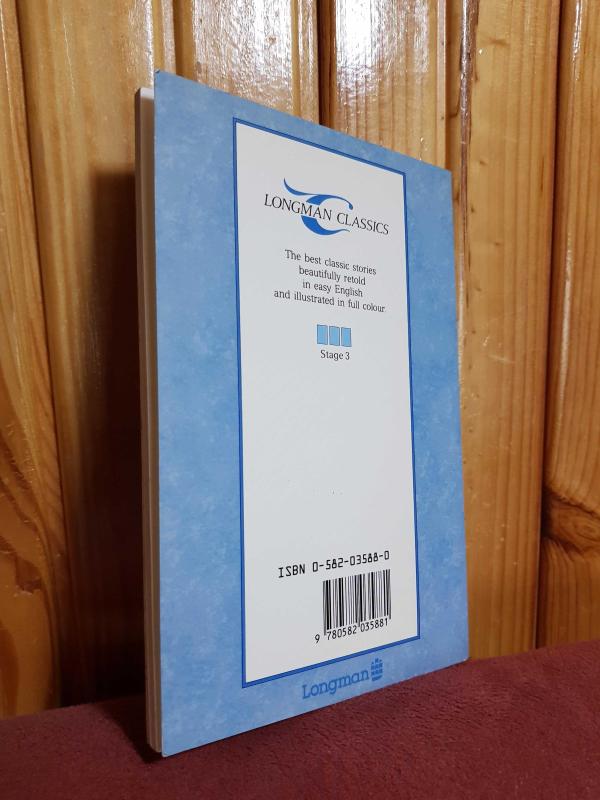 LONGMAN CLASSICS
The best classic stories
beautifully retold
in easy English
and illustrated in full colour
Stage 3
ISBN 0-582-03588-0
9 780582 035881
Longman